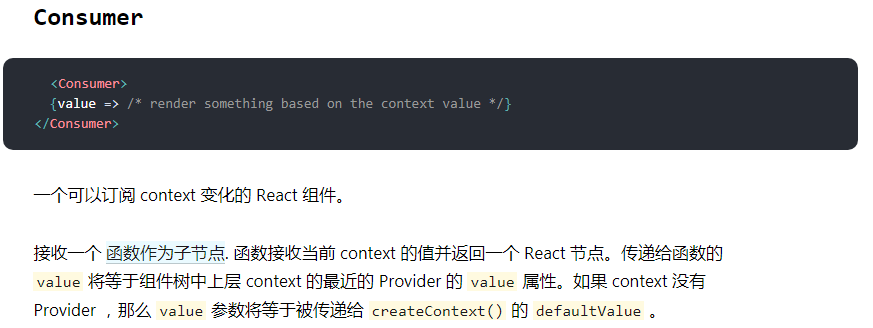 Consumer
<Consumer>
{value => /* render something based on the context value */}
</Consumer>
一个可以订阅 context 变化的 React 组件。
接收一个 函数作为子节点. 函数接收当前 context 的值并返回一个 React 节点。传递给函数的
value 将等于组件树中上层 context 的最近的 Provider 的 value 属性。如果 context 没有
Provider ，那么 value 参数将等于被传递给 createContext() 的 defaultValue 。